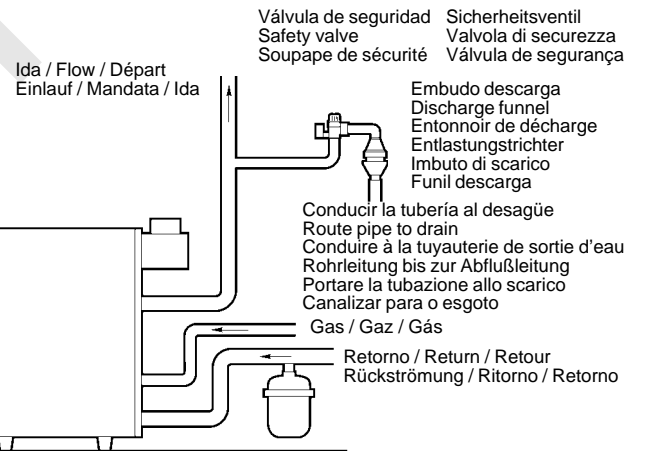 Válvula de seguridad Sicherheitsventil
Safety valve Valvola di securezza
Soupape de sécurité Válvula de segurança
Ida / Flow / Départ
Einlauf / Mandata / Ida
Embudo descarga
Discharge funnel
Entonnoir de décharge
Entlastungstrichter
Imbuto di scarico
Funil descarga
Conducir la tubería al desagüe
Route pipe to drain
Conduire à la tuyauterie de sortie d'eau
Rohrleitung bis zur Abflußleitung
Portare la tubazione allo scarico
Canalizar para o esgoto
Gas / Gaz / Gás
Retorno / Return / Retour
Rückströmung / Ritorno / Retorno